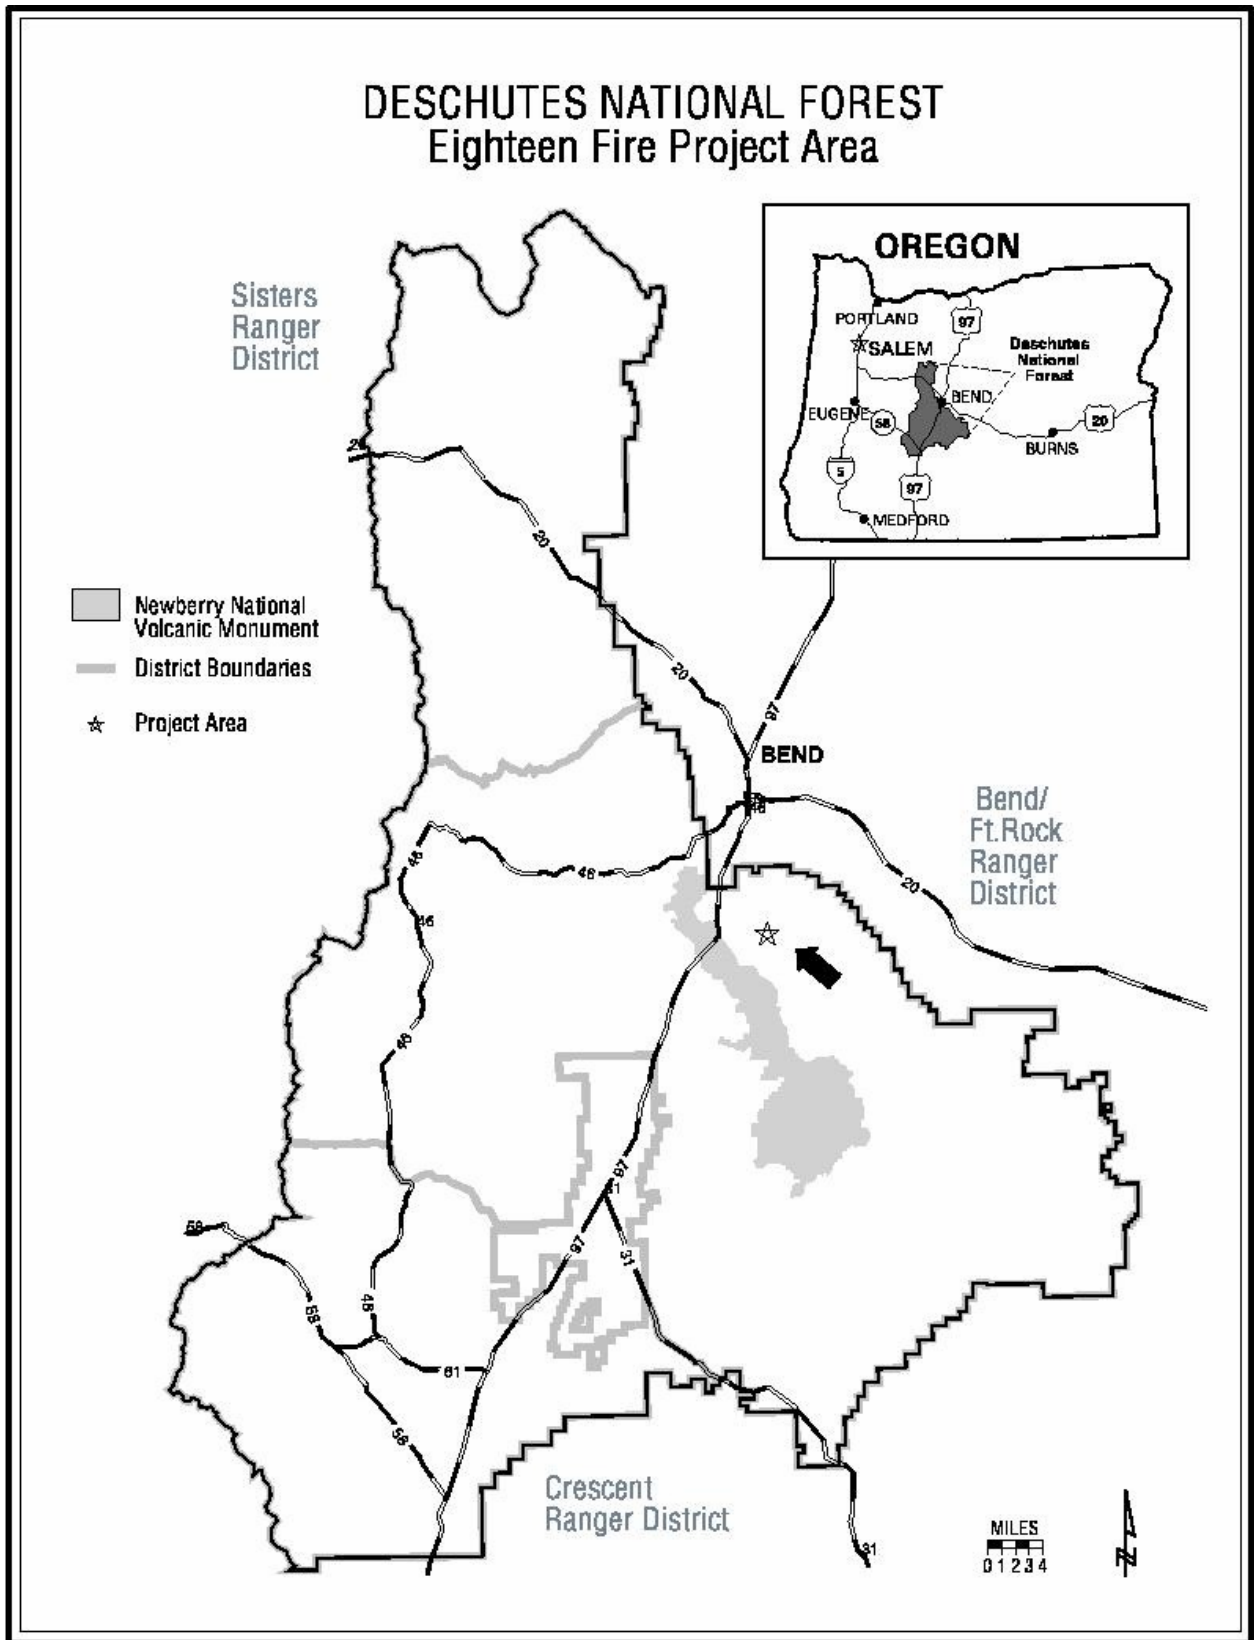 DESCHUTES NATIONAL FOREST
Eighteen Fire Project Area
OREGON
PORTLAND
97
SALEM
Deschutes
National
Forest
BEND
EUGENE
58
20
BURNS
5
97
MEDFORD
Sisters
Ranger
District
20
20
97
BEND
Newberry National
Volcanic Monument
District Boundaries
Project Area
Bend/
Ft.Rock
Ranger
District
20
46
46
46
46
97
97
31
58
58
46
61
58
Crescent
Ranger District
31
MILES
0 1 2 3 4
N